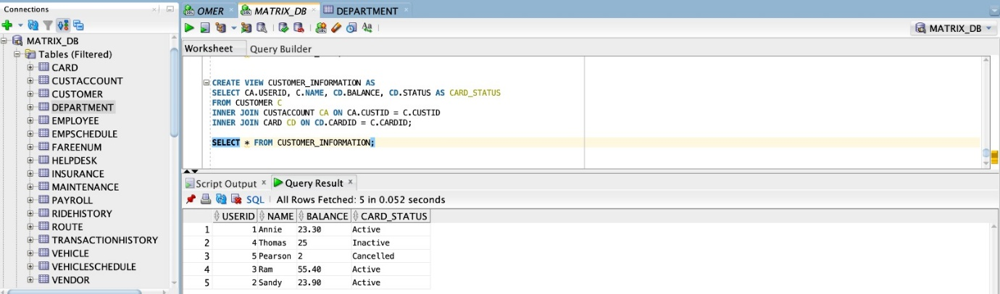 Connections
MATRIX_DB
Tables (Filtered)
CARD
CUSTACCOUNT
CUSTOMER
DEPARTMENT
EMPLOYEE
EMPSCHEDULE
FAREENUM
HELPDESK
INSURANCE
MAINTENANCE
PAYROLL
RIDEHISTORY
ROUTE
TRANSACTIONHISTORY
VEHICLE
VEHICLESCHEDULE
VENDOR
OMER MATRIX_DB DEPARTMENT
MATRIX_DB
Worksheet Query Builder
CREATE VIEW CUSTOMER_INFORMATION AS
SELECT CA.USERID, C.NAME, CD.BALANCE, CD.STATUS AS CARD_STATUS
FROM CUSTOMER C
INNER JOIN CUSTACCOUNT CA ON CA.CUSTID = C.CUSTID
INNER JOIN CARD CD ON CD.CARDID = C.CARDID;
SELECT * FROM CUSTOMER_INFORMATION;
Script Output Query Result
SQL All Rows Fetched: 5 in 0.052 seconds
USERID NAME BALANCE CARD_STATUS
1 1 Annie 23.30 Active
2 4 Thomas 25 Inactive
3 5 Pearson 2 Cancelled
4 3 Ram 55.40 Active
5 2 Sandy 23.90 Active